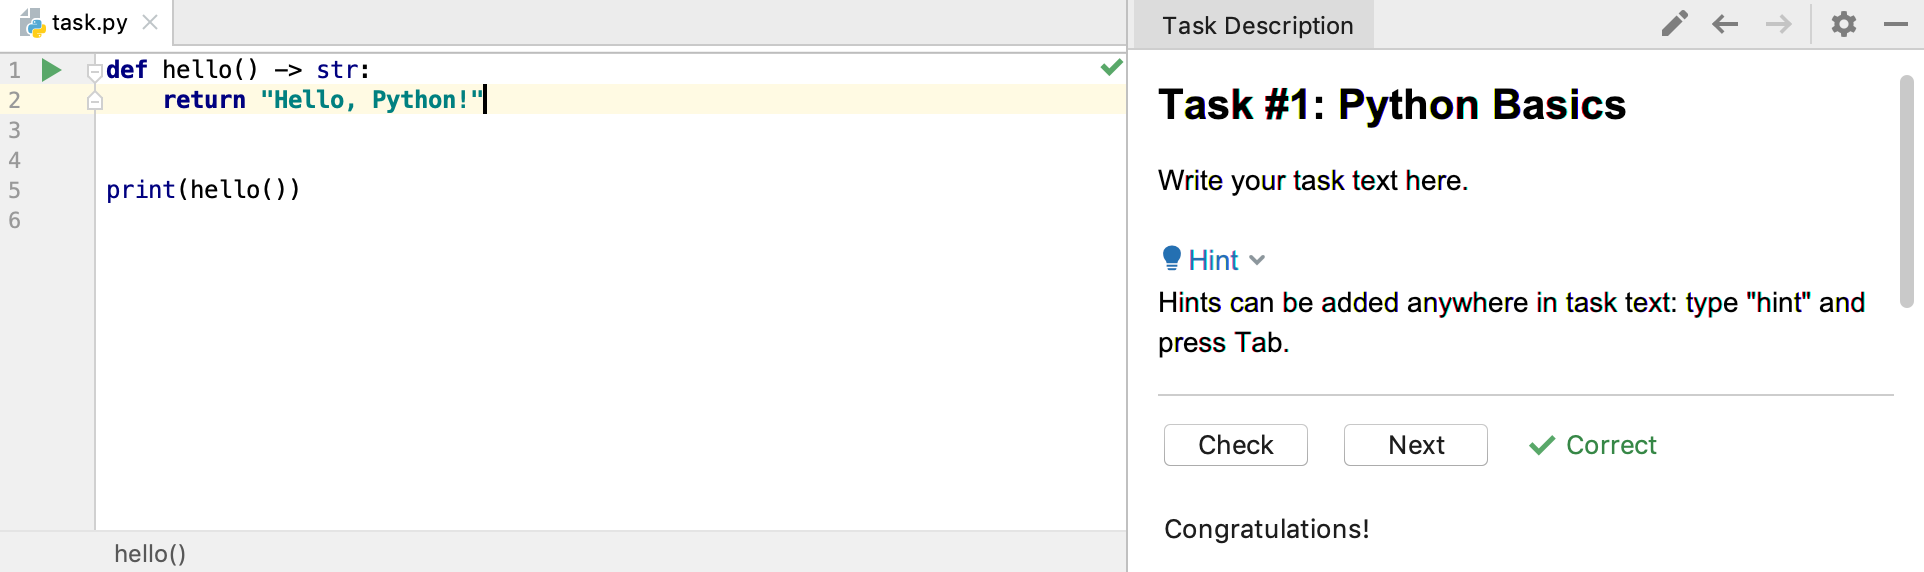 task.py
1 def hello() -> str:
2     return "Hello, Python!"
3
4
5 print(hello())
6
hello()
Task Description
Task #1: Python Basics
Write your task text here.
Hint
Hints can be added anywhere in task text: type "hint" and
press Tab.
Check Next Correct
Congratulations!